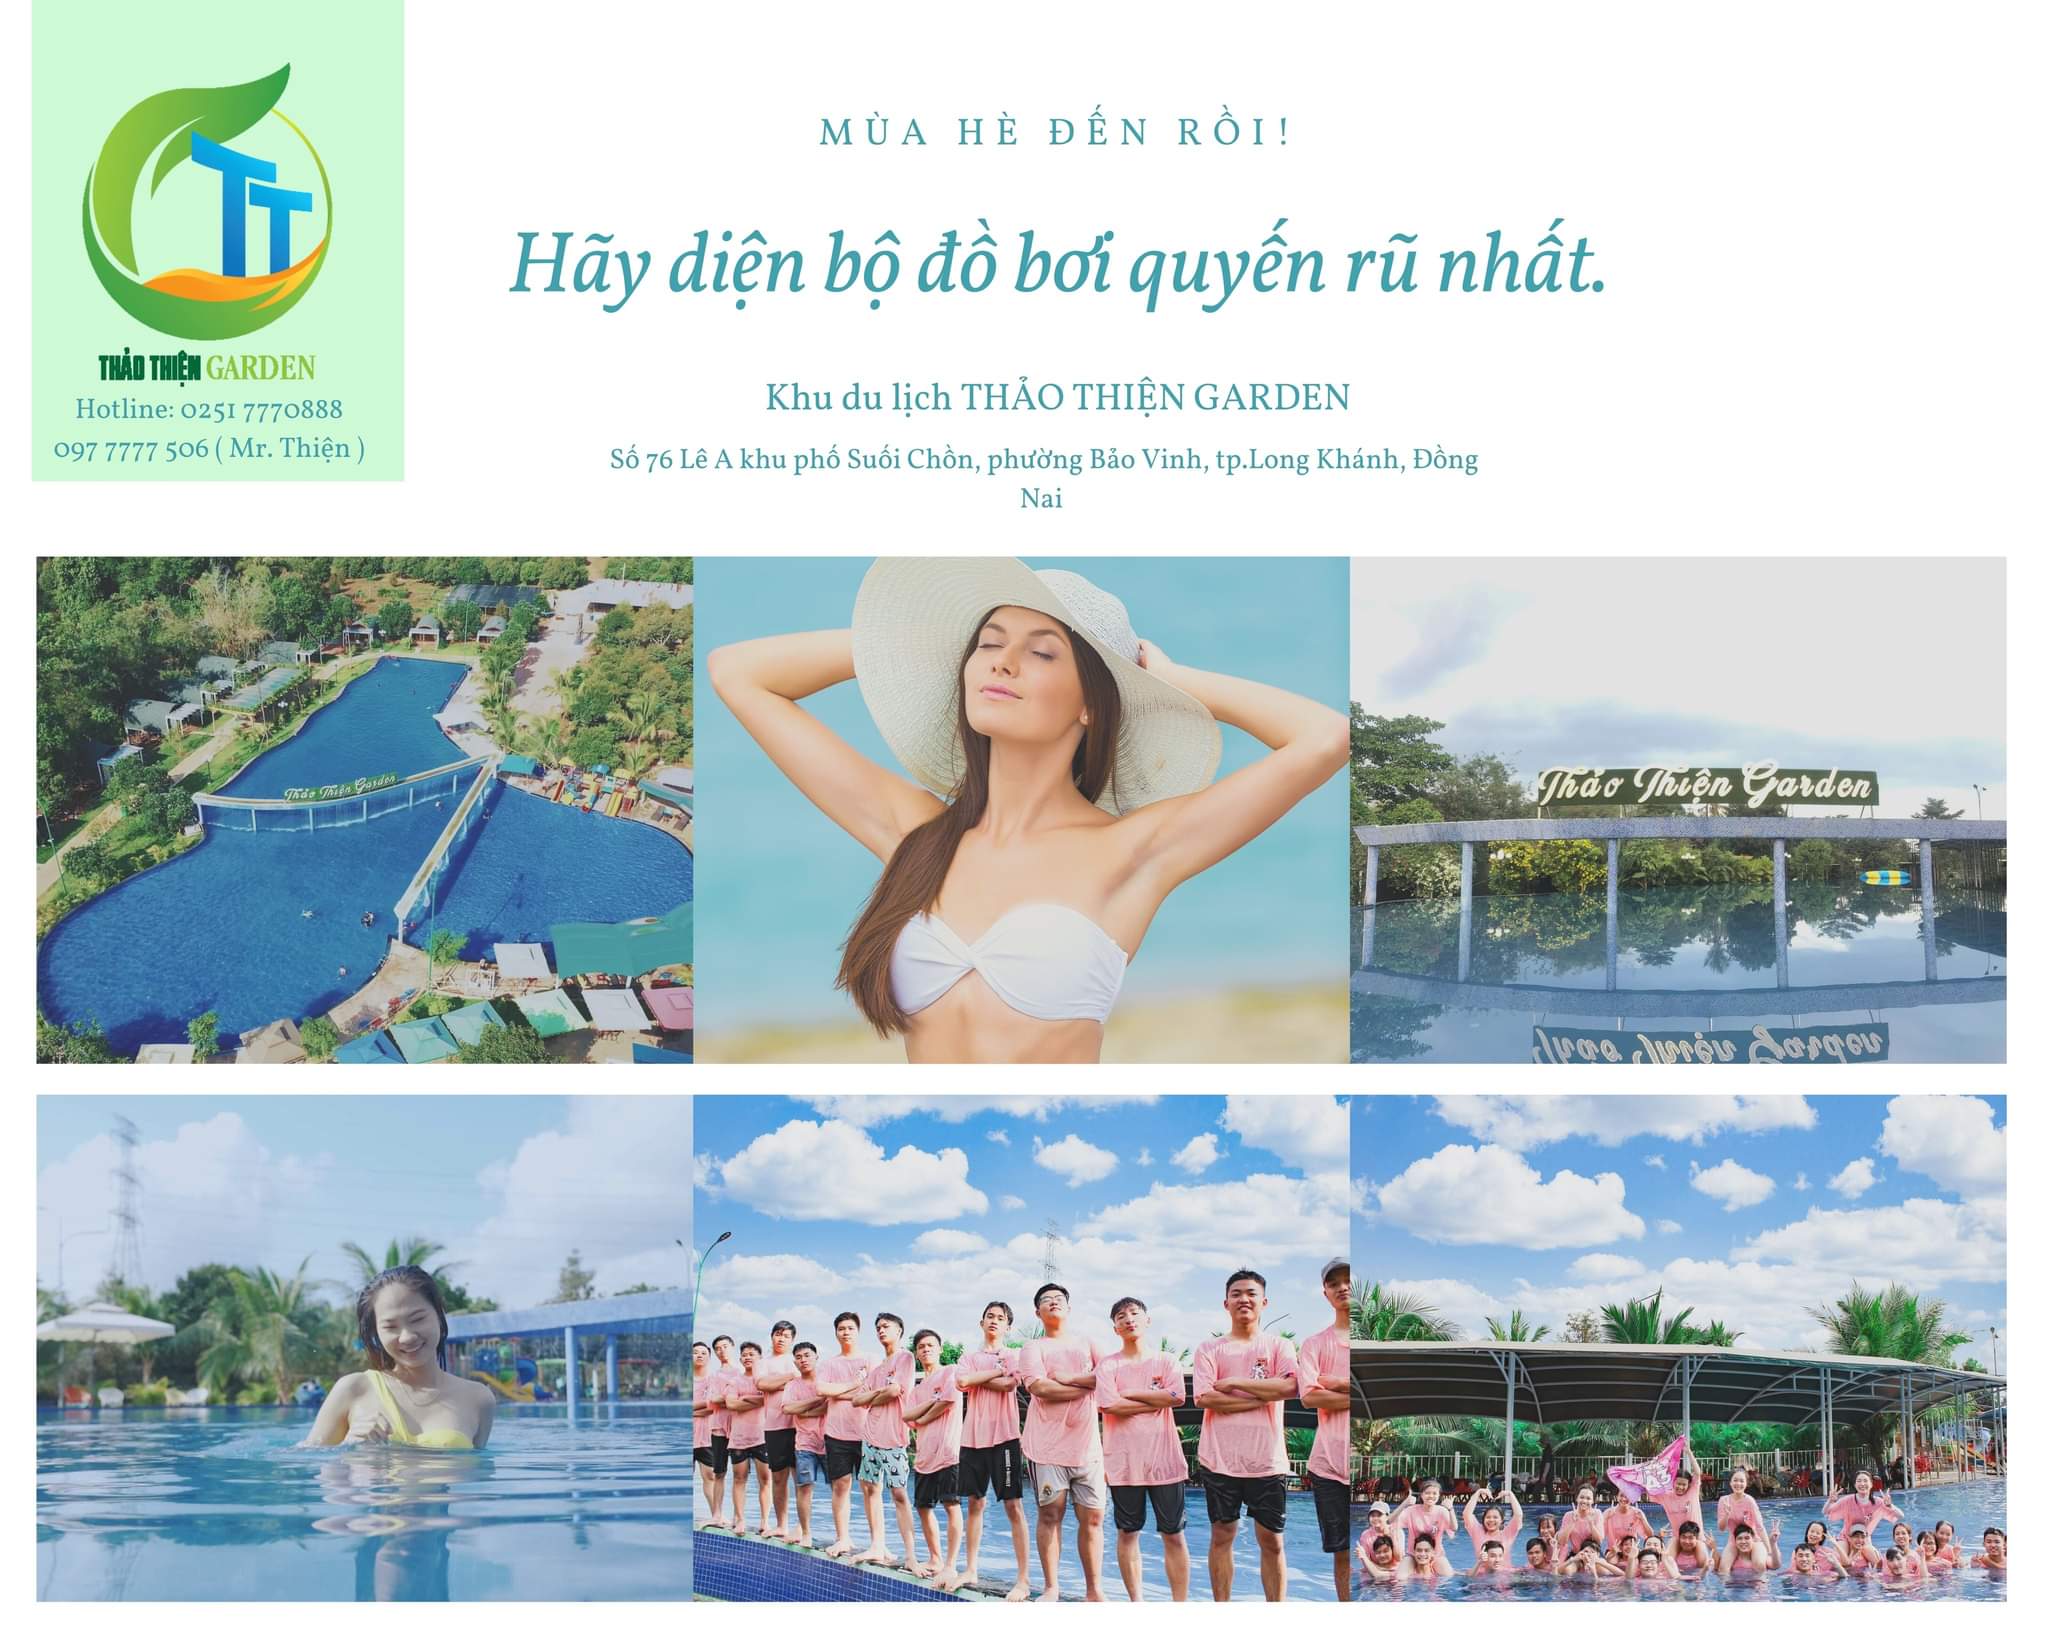 TT
THẢO THIỆN GARDEN
Hotline: 0251 7770888
097 7777 506 ( Mr. Thiện )
MÙA HÈ ĐẾN RỒI!
Hãy diện bộ đồ bơi quyến rũ nhất.
Khu du lịch THẢO THIỆN GARDEN
Số 76 Lê A khu phố Suối Chồn, phường Bảo Vinh, tp.Long Khánh, Đồng
Nai
Thảo Thiện Garden
Thảo Thiện Garden